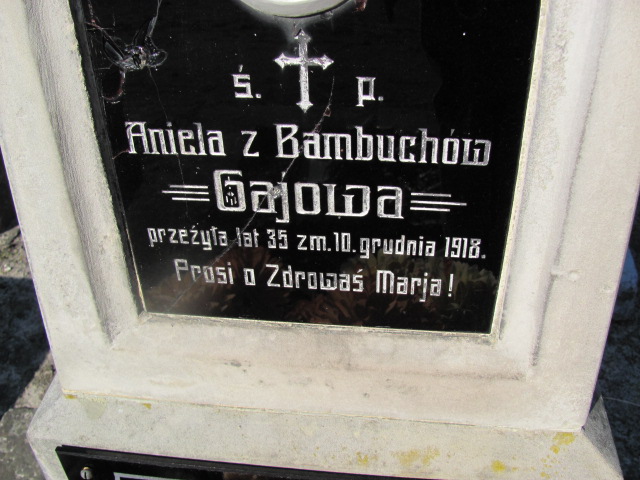 ś. p.
Aniela z Bambuchów
Gajowa
przeżyła lat 35 zm. 10. grudnia 1918.
Prosi o Zdrowaś Marja!